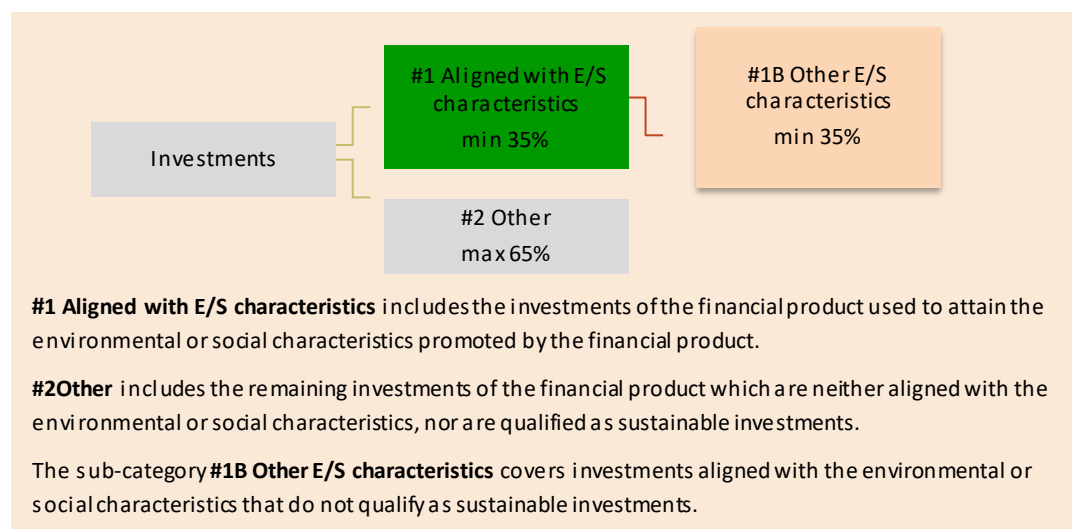 #1 Aligned with E/S
characteristics
min 35%
#1B Other E/S
characteristics
min 35%
Investments
#2 Other
max 65%
#1 Aligned with E/S characteristics includes the investments of the financial product used to attain the
environmental or social characteristics promoted by the financial product.
#2Other includes the remaining investments of the financial product which are neither aligned with the
environmental or social characteristics, nor are qualified as sustainable investments.
The sub-category #1B Other E/S characteristics covers investments aligned with the environmental or
social characteristics that do not qualify as sustainable investments.